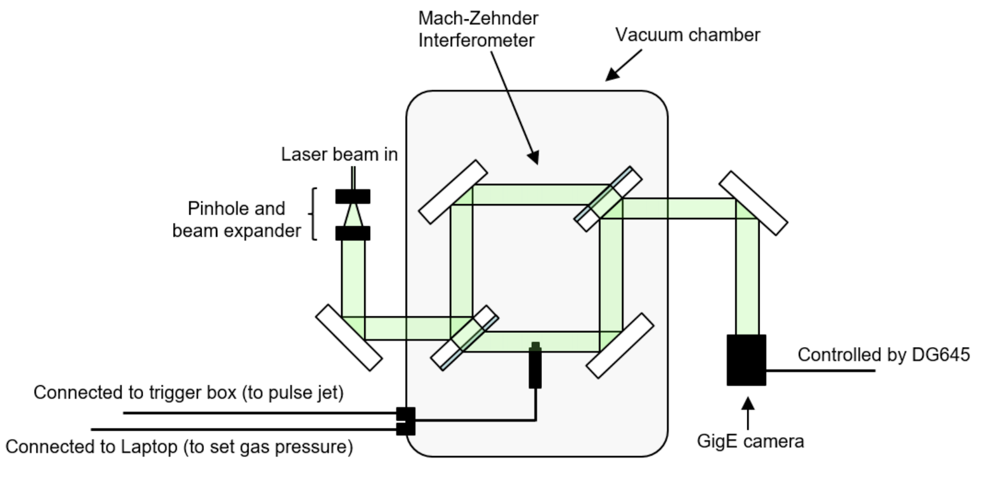 Mach-Zehnder
Interferometer
Vacuum chamber
Laser beam in
Pinhole and
beam expander
Controlled by DG645
Connected to trigger box (to pulse jet)
GigE camera
Connected to Laptop (to set gas pressure)